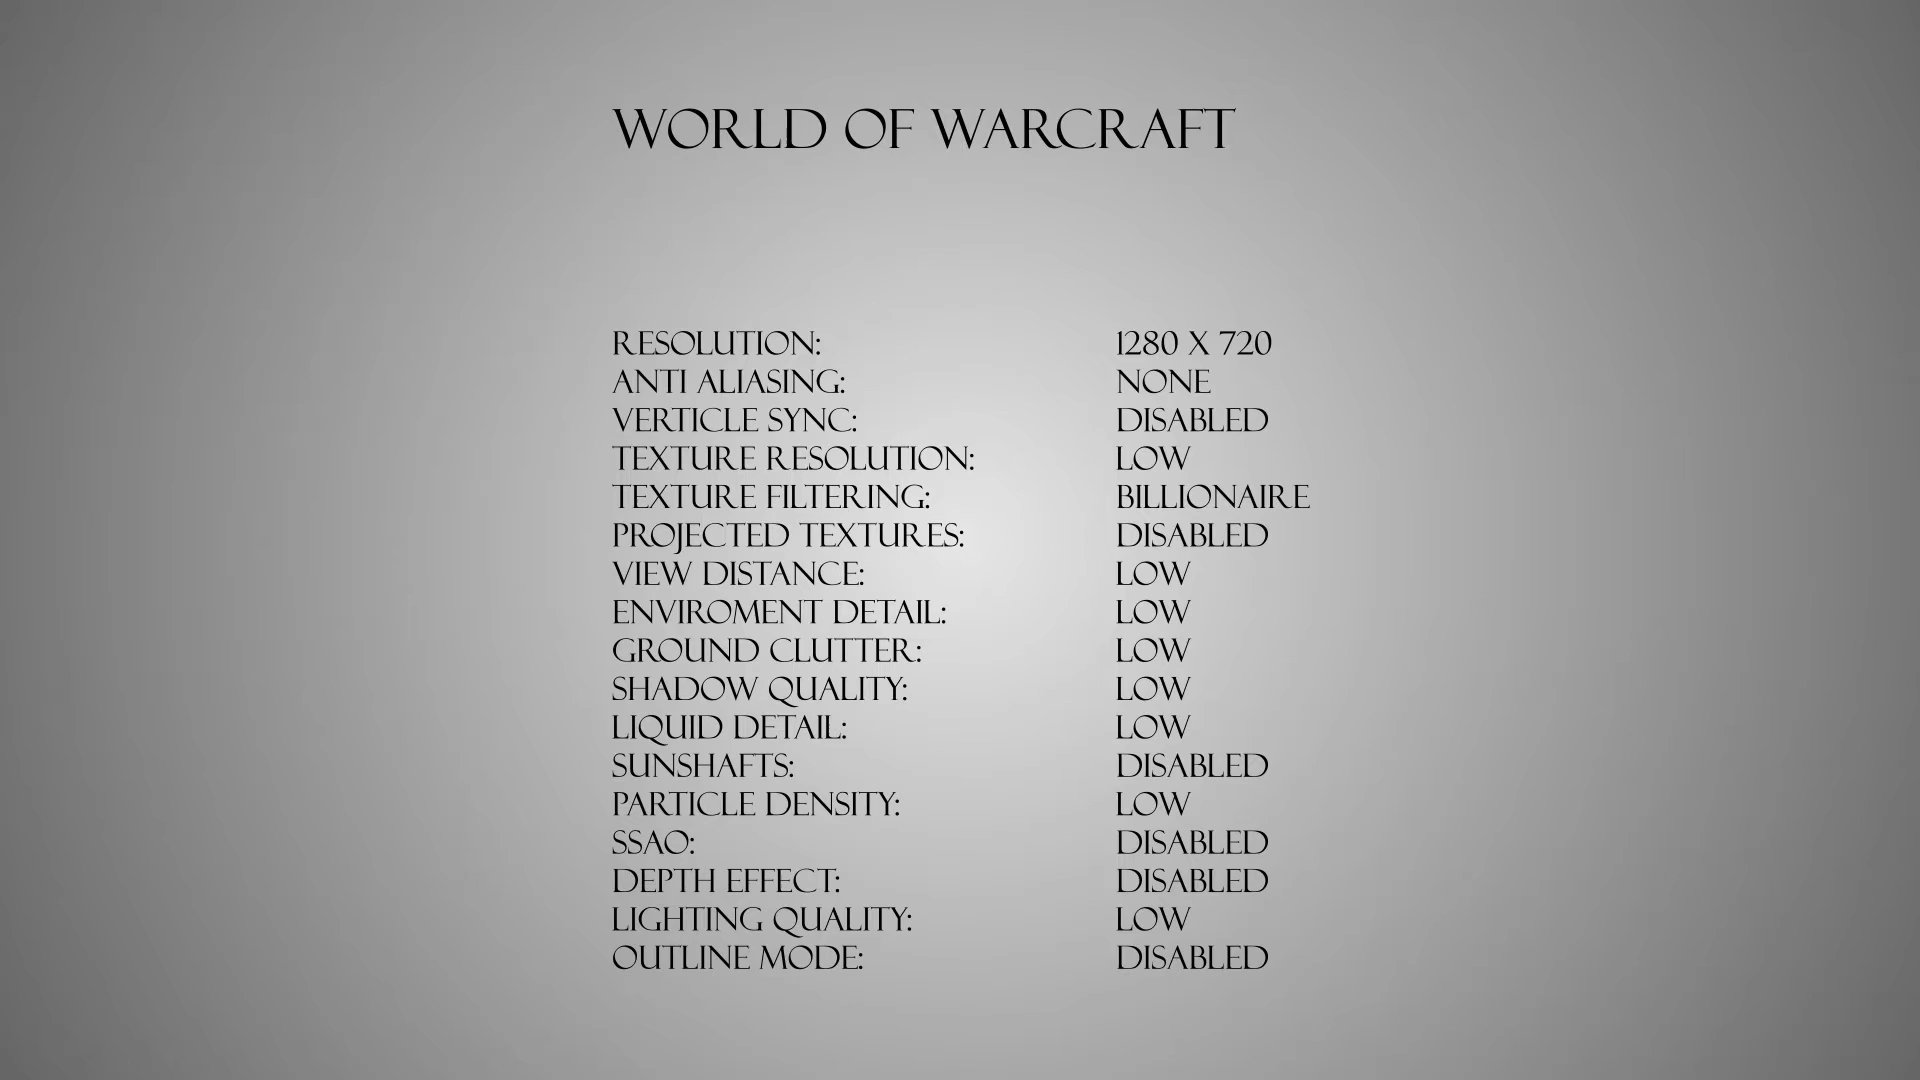 WORLD OF WARCRAFT
RESOLUTION: 1280 X 720
ANTI ALIASING: NONE
VERTICLE SYNC: DISABLED
TEXTURE RESOLUTION: LOW
TEXTURE FILTERING: BILLIONAIRE
PROJECTED TEXTURES: DISABLED
VIEW DISTANCE: LOW
ENVIROMENT DETAIL: LOW
GROUND CLUTTER: LOW
SHADOW QUALITY: LOW
LIQUID DETAIL: LOW
SUNSHAFTS: DISABLED
PARTICLE DENSITY: LOW
SSAO: DISABLED
DEPTH EFFECT: DISABLED
LIGHTING QUALITY: LOW
OUTLINE MODE: DISABLED